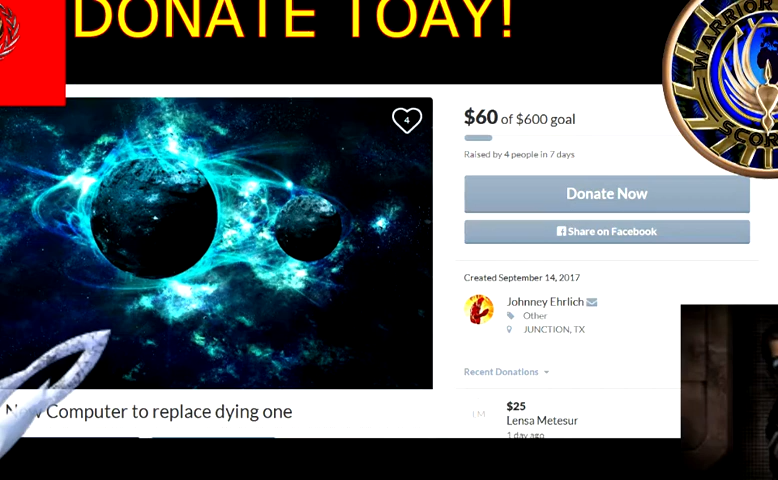 DONATE TOAY!
WARRIOR
SCOR
4
$60 of $600 goal
Raised by 4 people in 7 days
Donate Now
Share on Facebook
Created September 14, 2017
Johnney Ehrlich
Other
JUNCTION, TX
Recent Donations
New Computer to replace dying one
LM
$25
Lensa Metesur
1 day ago